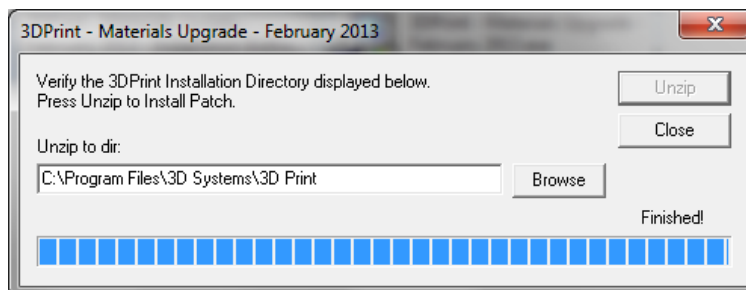 3DPrint - Materials Upgrade - February 2013
Verify the 3DPrint Installation Directory displayed below.
Press Unzip to Install Patch.
Unzip
Close
Unzip to dir:
C:\Program Files\3D Systems\3D Print
Browse
Finished!